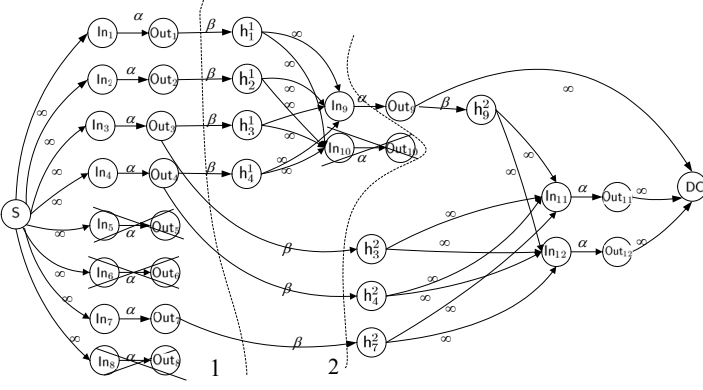 In₁ α Out₁ β h₁¹ ∞
In₂ α Out₂ β h₂¹ ∞
∞ In₉ α Out₉ β h₉² ∞
∞ In₃ α Out₃ β h₃¹ ∞
∞ In₁₀ α Out₁₀
∞ In₄ α Out₄ β h₄¹ ∞ ∞
∞ ∞
DC
S
∞ In₁₁ α Out₁₁ ∞
∞ In₅ α Out₅
β h₃² ∞ ∞ In₁₂ α Out₁₂ ∞
∞ In₆ α Out₆
β h₄² ∞ ∞
∞ In₇ α Out₇ β h₇² ∞ ∞
∞ In₈ α Out₈
1 2